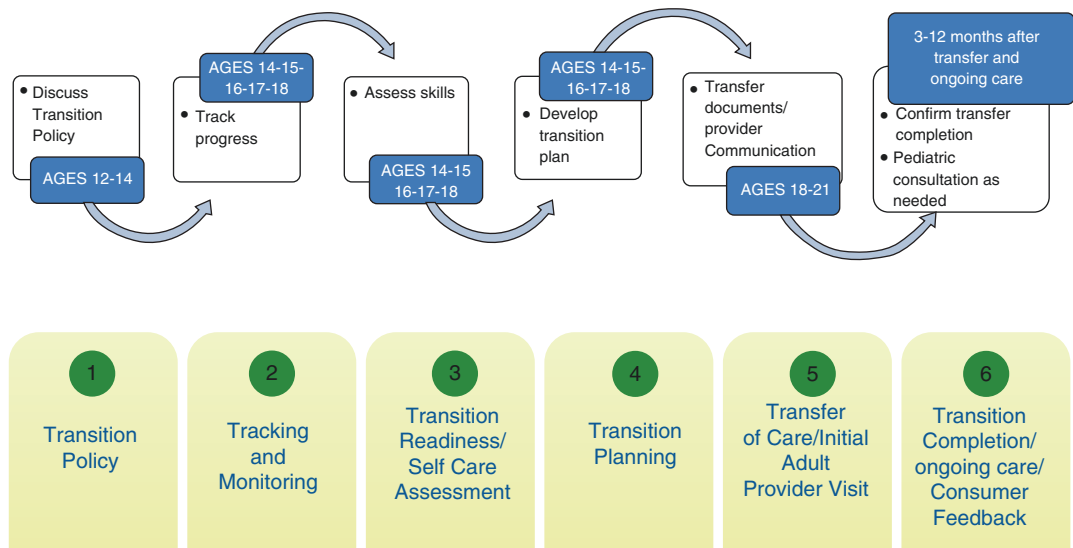 • Discuss
Transition
Policy
AGES 12-14
AGES 14-15-
16-17-18
• Track
progress
• Assess skills
AGES 14-15
16-17-18
AGES 14-15-
16-17-18
• Develop
transition
plan
• Transfer
documents/
provider
Communication
AGES 18-21
3-12 months after
transfer and
ongoing care
• Confirm transfer
completion
• Pediatric
consultation as
needed
1
Transition
Policy
2
Tracking
and
Monitoring
3
Transition
Readiness/
Self Care
Assessment
4
Transition
Planning
5
Transfer
of Care/Initial
Adult
Provider Visit
6
Transition
Completion/
ongoing care/
Consumer
Feedback